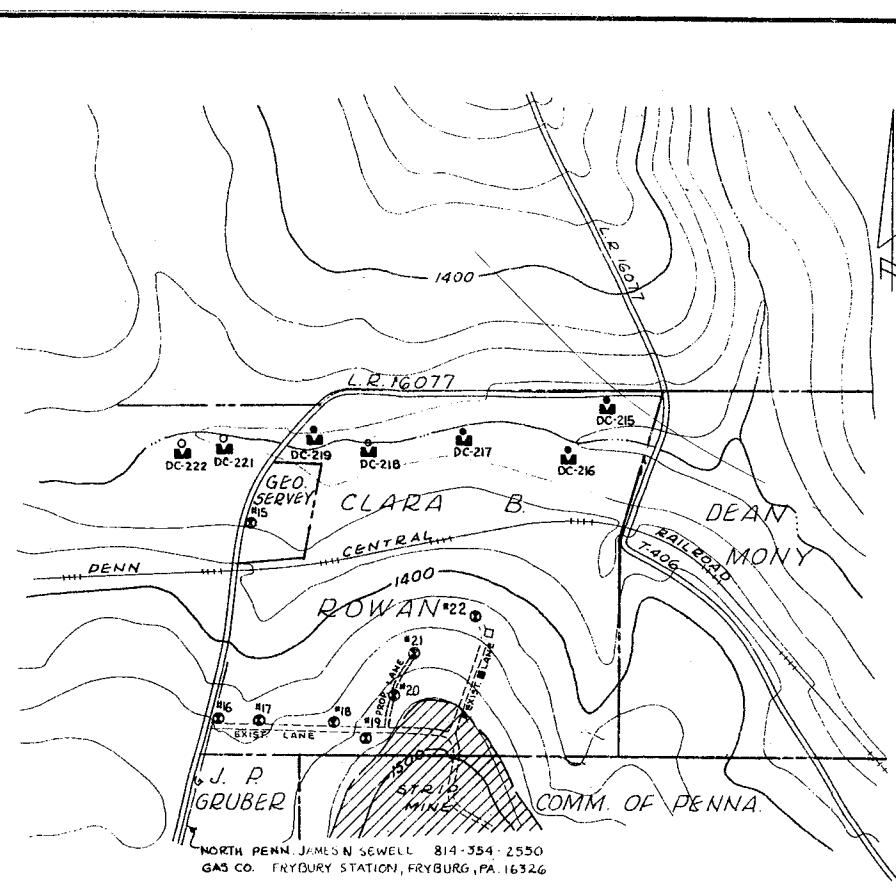 L.R. 16077
1400
L.R. 16077
DC-215
DC-222
DC-221
DC-219
DC-218
DC-217
DC-216
GEO.
SERVEY
#15
CLARA B.
DEAN
MONY
PENN CENTRAL RAILROAD
T-406
1400
ROWAN
#22
#21
#20
PROP. LANE
EXIST. LANE
#16
#17
#18
#19
EXIST. LANE
1500
STRIP
MINE
J. P.
GRUBER
COMM. OF PENNA.
NORTH PENN. JAMES N SEWELL 814-354-2550
GAS CO. FRYBURY STATION, FRYBURG, PA. 16326